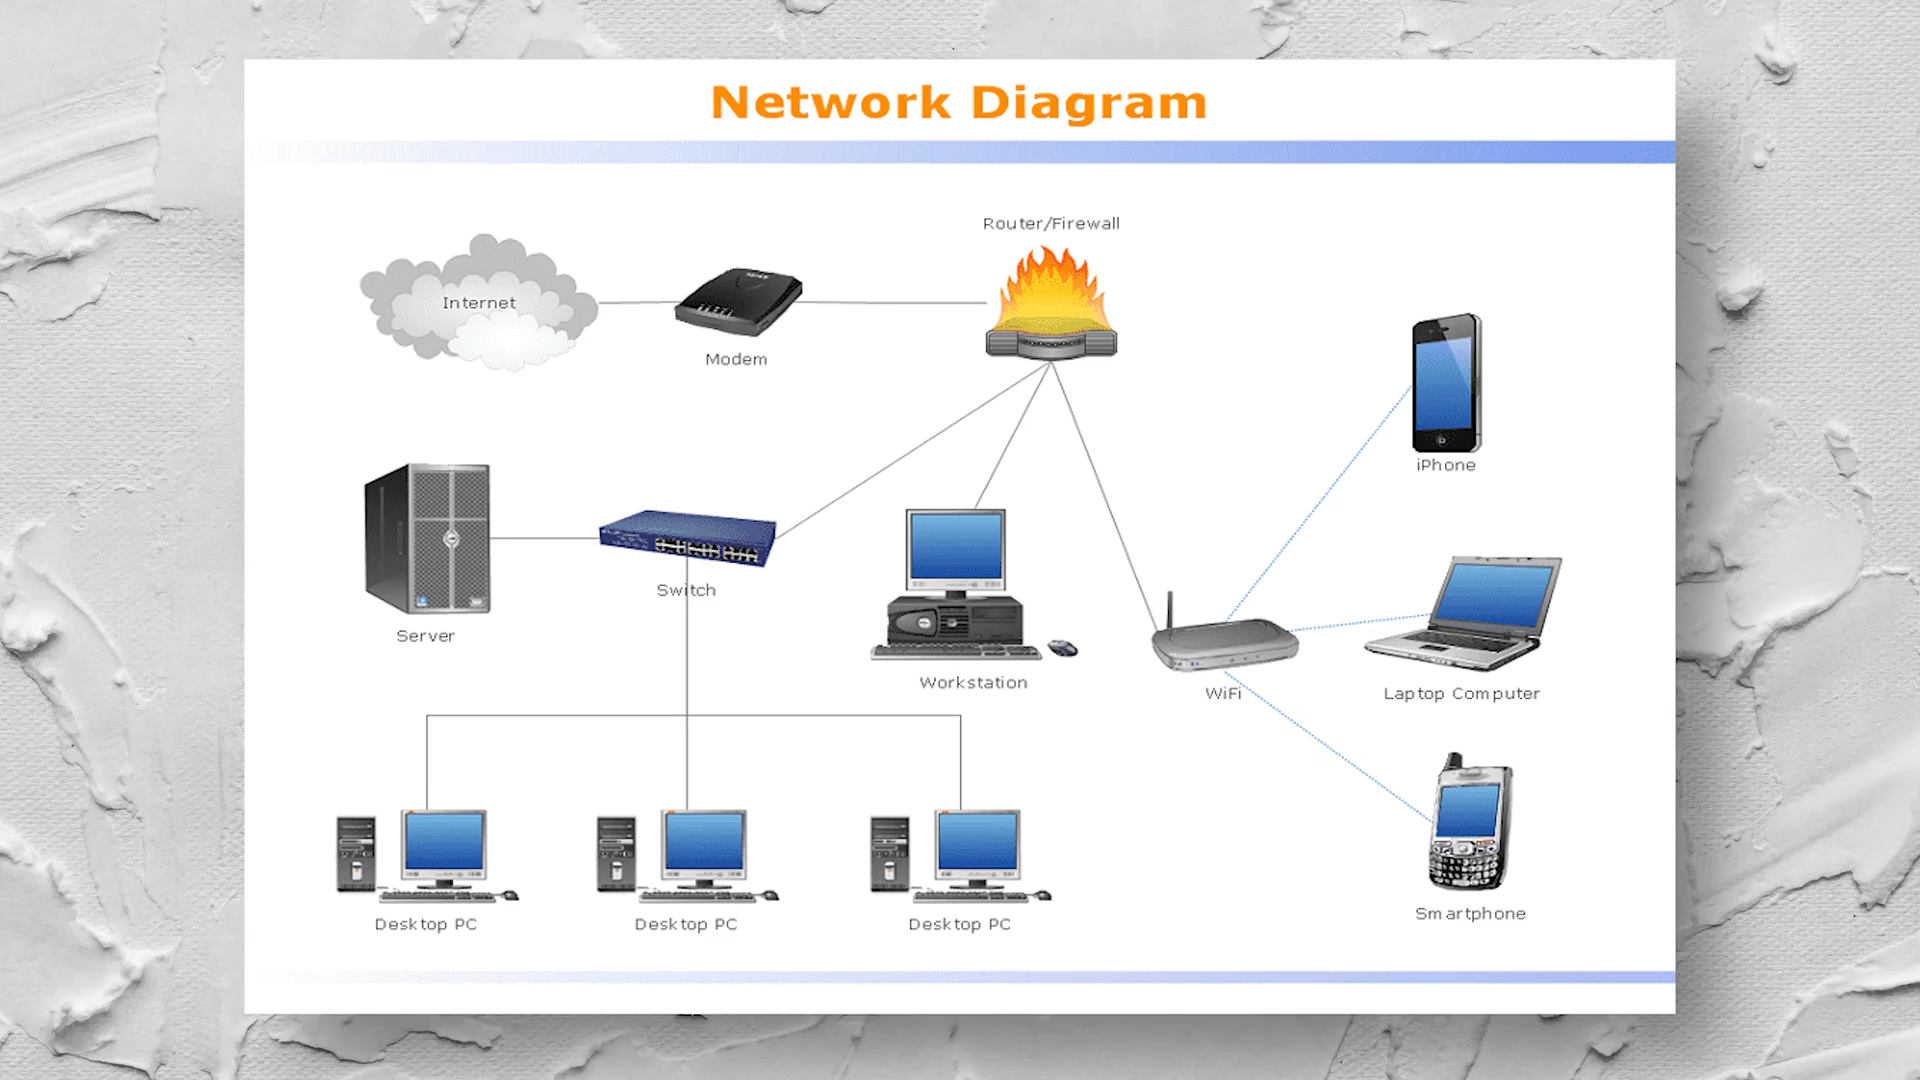 Network Diagram
Router/Firewall
Internet
Modem
iPhone
Switch
Server
Workstation
WiFi
Laptop Computer
Smartphone
Desktop PC
Desktop PC
Desktop PC